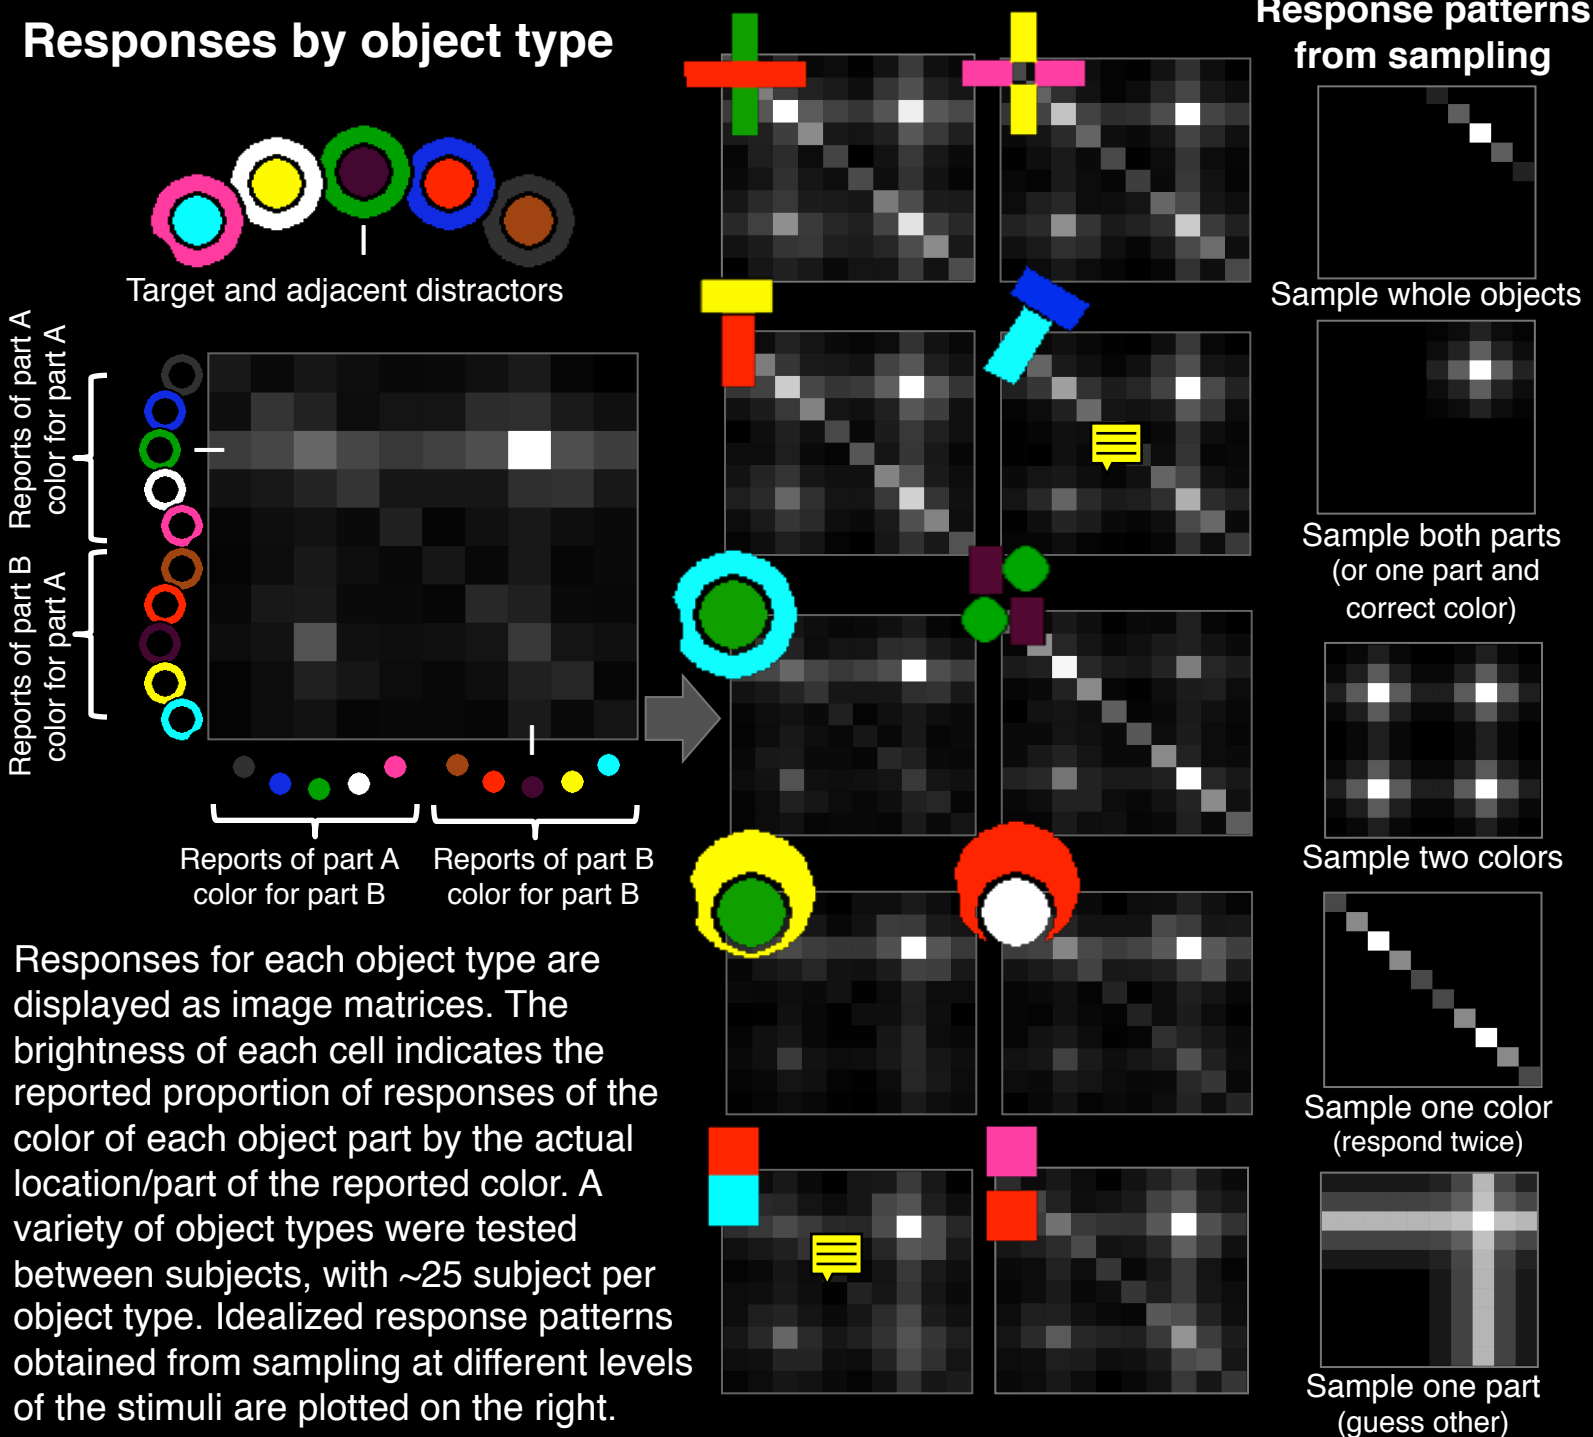 Responses by object type
Target and adjacent distractors
Reports of part A
color for part A
Reports of part B
color for part A
Reports of part A
color for part B
Reports of part B
color for part B
Responses for each object type are
displayed as image matrices. The
brightness of each cell indicates the
reported proportion of responses of the
color of each object part by the actual
location/part of the reported color. A
variety of object types were tested
between subjects, with ~25 subject per
object type. Idealized response patterns
obtained from sampling at different levels
of the stimuli are plotted on the right.
Response patterns
from sampling
Sample whole objects
Sample both parts
(or one part and
correct color)
Sample two colors
Sample one color
(respond twice)
Sample one part
(guess other)